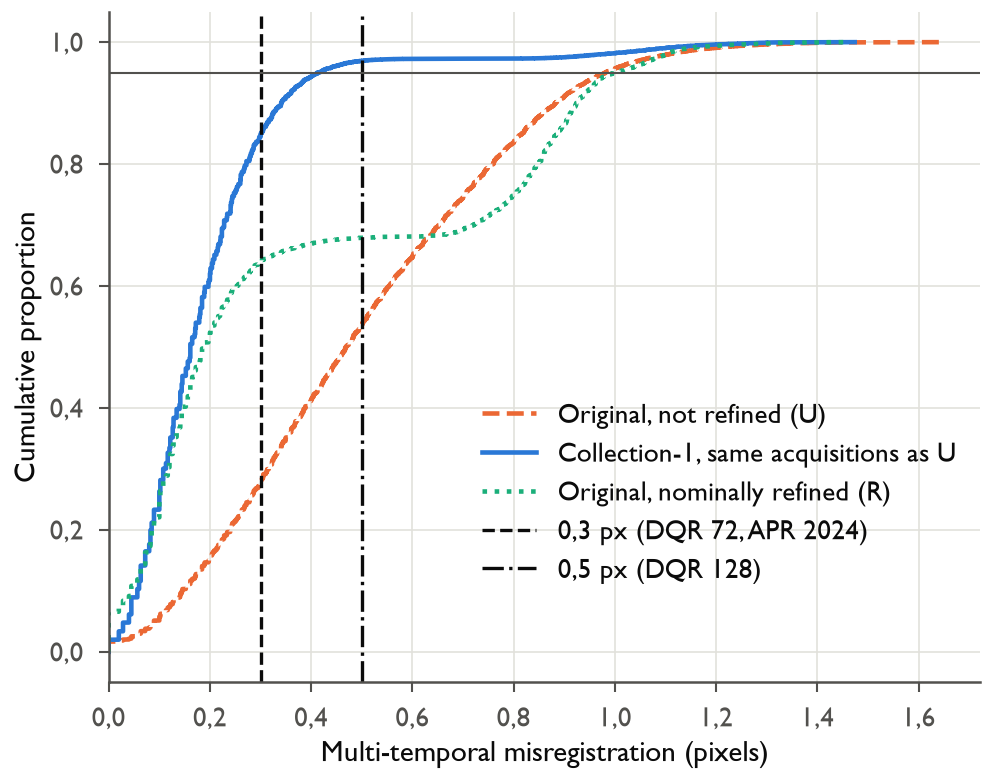 1,0
0,8
0,6
0,4
0,2
0,0
Cumulative proportion
Original, not refined (U)
Collection-1, same acquisitions as U
Original, nominally refined (R)
0,3 px (DQR 72, APR 2024)
0,5 px (DQR 128)
0,0 0,2 0,4 0,6 0,8 1,0 1,2 1,4 1,6
Multi-temporal misregistration (pixels)